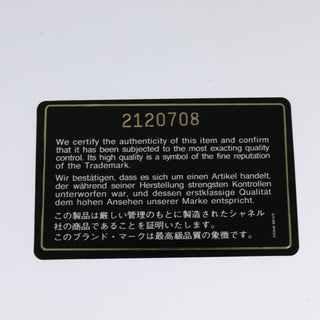 2120708
We certify the authenticity of this item and confirm
that it has been subjected to the most exacting quality
control. Its high quality is a symbol of the fine reputation
of the Trademark.
Wir bestätigen, dass es sich um einen Artikel handelt,
der während seiner Herstellung strengsten Kontrollen
unterworfen war, und dessen erstklassige Qualität
dem hohen Ansehen unserer Marke entspricht.
この製品は厳しい管理のもとに製造されたシャネル
社の商品であることを証明いたします。
このブランド・マークは最高級品質の象徴です。